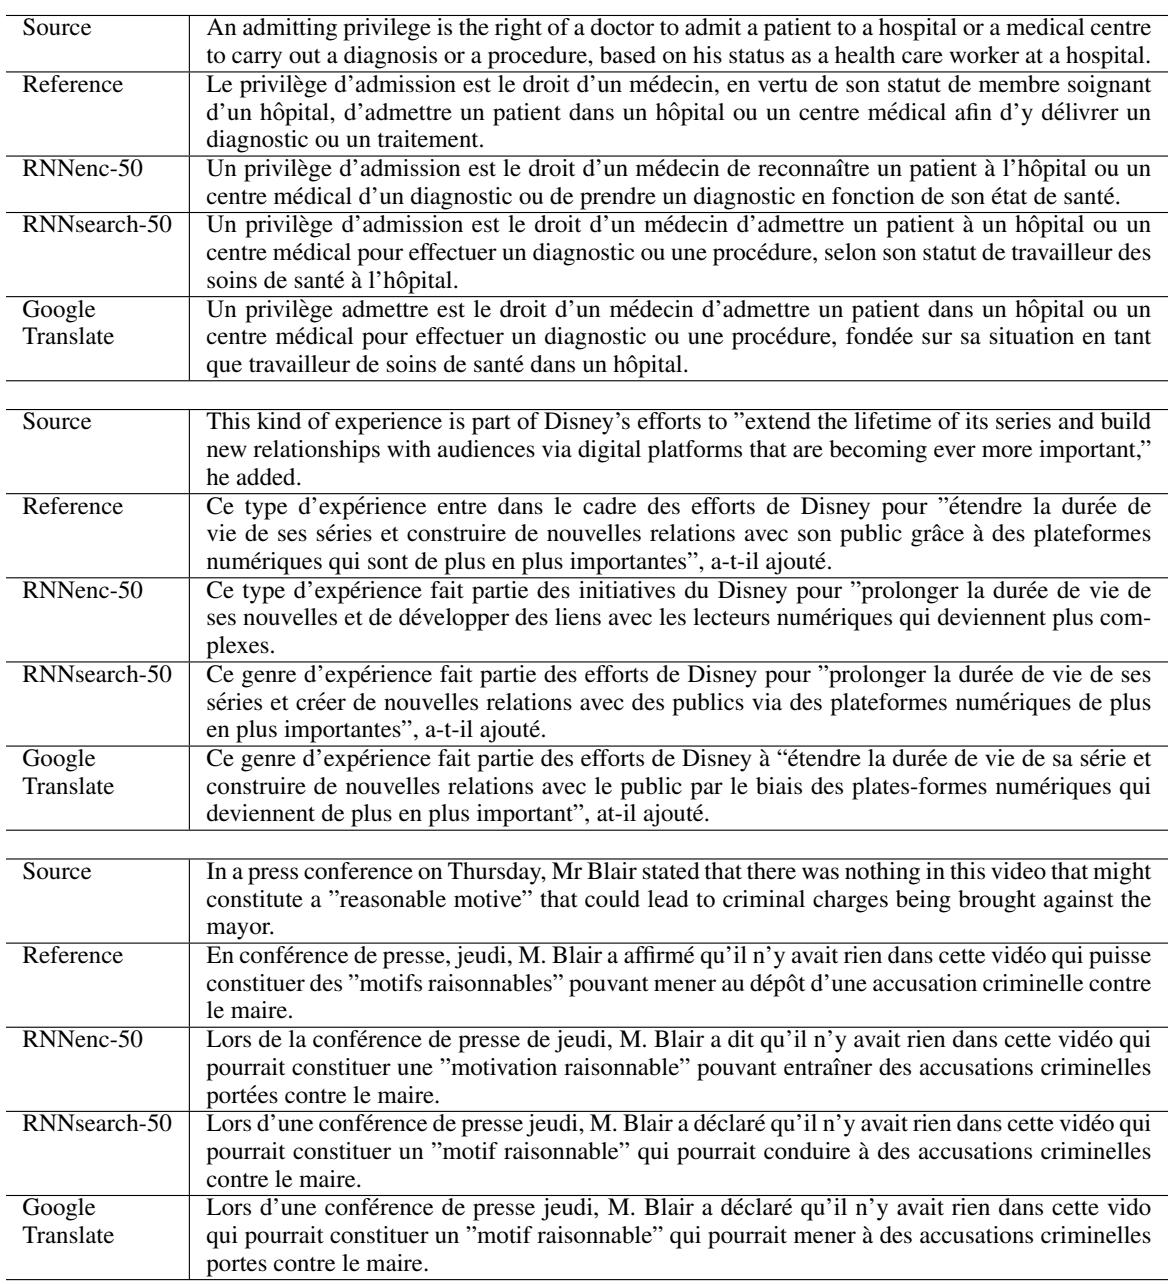 Source An admitting privilege is the right of a doctor to admit a patient to a hospital or a medical centre
to carry out a diagnosis or a procedure, based on his status as a health care worker at a hospital.
Reference Le privilège d’admission est le droit d’un médecin, en vertu de son statut de membre soignant
d’un hôpital, d’admettre un patient dans un hôpital ou un centre médical afin d’y délivrer un
diagnostic ou un traitement.
RNNenc-50 Un privilège d’admission est le droit d’un médecin de reconnaître un patient à l’hôpital ou un
centre médical d’un diagnostic ou de prendre un diagnostic en fonction de son état de santé.
RNNsearch-50 Un privilège d’admission est le droit d’un médecin d’admettre un patient à un hôpital ou un
centre médical pour effectuer un diagnostic ou une procédure, selon son statut de travailleur des
soins de santé à l’hôpital.
Google Un privilège admettre est le droit d’un médecin d’admettre un patient dans un hôpital ou un
Translate centre médical pour effectuer un diagnostic ou une procédure, fondée sur sa situation en tant
que travailleur de soins de santé dans un hôpital.
Source This kind of experience is part of Disney’s efforts to ”extend the lifetime of its series and build
new relationships with audiences via digital platforms that are becoming ever more important,”
he added.
Reference Ce type d’expérience entre dans le cadre des efforts de Disney pour ”étendre la durée de
vie de ses séries et construire de nouvelles relations avec son public grâce à des plateformes
numériques qui sont de plus en plus importantes”, a-t-il ajouté.
RNNenc-50 Ce type d’expérience fait partie des initiatives du Disney pour ”prolonger la durée de vie de
ses nouvelles et de développer des liens avec les lecteurs numériques qui deviennent plus com-
plexes.
RNNsearch-50 Ce genre d’expérience fait partie des efforts de Disney pour ”prolonger la durée de vie de ses
séries et créer de nouvelles relations avec des publics via des plateformes numériques de plus
en plus importantes”, a-t-il ajouté.
Google Ce genre d’expérience fait partie des efforts de Disney à “étendre la durée de vie de sa série et
Translate construire de nouvelles relations avec le public par le biais des plates-formes numériques qui
deviennent de plus en plus important”, at-il ajouté.
Source In a press conference on Thursday, Mr Blair stated that there was nothing in this video that might
constitute a ”reasonable motive” that could lead to criminal charges being brought against the
mayor.
Reference En conférence de presse, jeudi, M. Blair a affirmé qu’il n’y avait rien dans cette vidéo qui puisse
constituer des ”motifs raisonnables” pouvant mener au dépôt d’une accusation criminelle contre
le maire.
RNNenc-50 Lors de la conférence de presse de jeudi, M. Blair a dit qu’il n’y avait rien dans cette vidéo qui
pourrait constituer une ”motivation raisonnable” pouvant entraîner des accusations criminelles
portées contre le maire.
RNNsearch-50 Lors d’une conférence de presse jeudi, M. Blair a déclaré qu’il n’y avait rien dans cette vidéo qui
pourrait constituer un ”motif raisonnable” qui pourrait conduire à des accusations criminelles
contre le maire.
Google Lors d’une conférence de presse jeudi, M. Blair a déclaré qu’il n’y avait rien dans cette vido
Translate qui pourrait constituer un ”motif raisonnable” qui pourrait mener à des accusations criminelles
portes contre le maire.